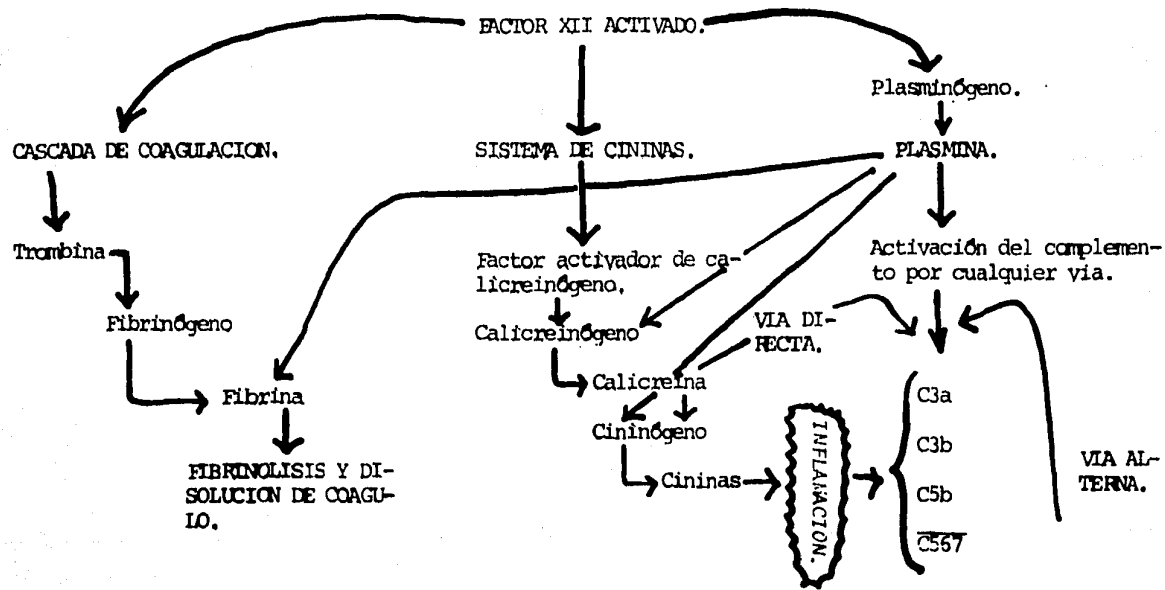 FACTOR XII ACTIVADO.
Plasminógeno.
CASCADA DE COAGULACION.
SISTEMA DE CININAS.
PLASMINA.
Trombina
Factor activador de ca-
licreinógeno.
Activación del complemen-
to por cualquier via.
Fibrinógeno
Calicreinógeno
VIA DI-
RECTA.
Fibrina
Calicreína
Cininógeno
Cininas
INFLAMACION.
C3a
C3b
C5b
C567
VIA AL-
TERNA.
FIBRINOLISIS Y DI-
SOLUCION DE COAGU-
LO.